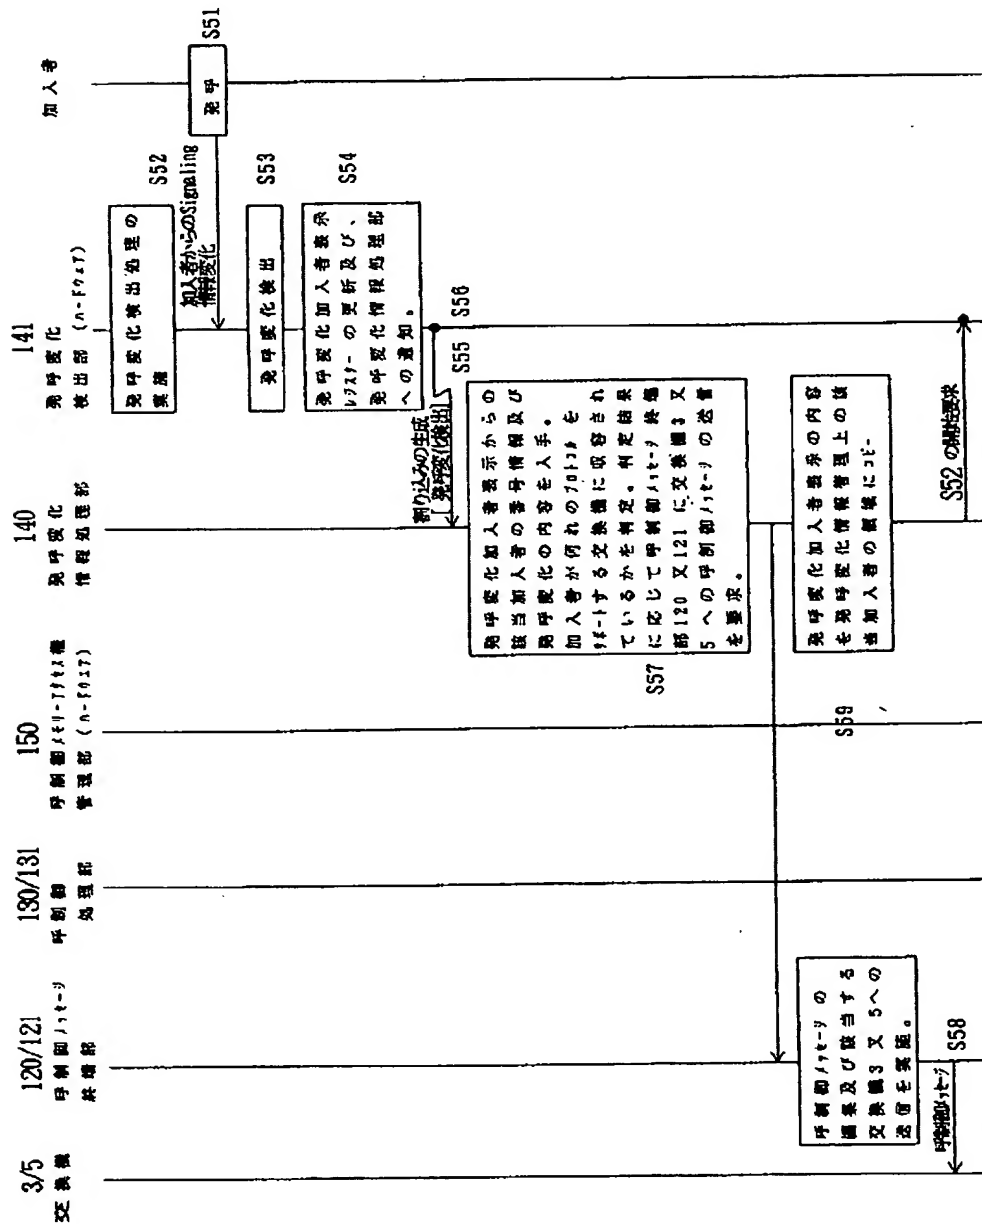 3/5
交換機
120/121
呼制御メッセージ
終端部
130/131
呼制御
処理部
150
呼制御メモリーアクセス権
管理部 (ハードウエア)
140
発呼変化
情報処理部
141
発呼変化
検出部 (ハードウェア)
加入者
発呼
S51
発呼変化検出処理の
実施
S52
加入者からのSignaling
情報変化
発呼変化検出
S53
発呼変化加入者表示
レジスターの更新及び、
発呼変化情報処理部
への通知。
S54
割り込みの生成
[発呼変化検出]
S55
S56
発呼変化加入者表示からの
該当加入者の番号情報及び
発呼変化の内容を入手。
加入者が何れのプロトコルを
サポートする交換機に収容され
ているかを判定。判定結果
に応じて呼制御メッセージ終端
部120 又121 に交換機3 又
5 への呼制御メッセージの送信
を要求。
S57
呼制御メッセージの
編集及び該当する
交換機3 又 5への
送信を実施。
呼制御メッセージ
S58
発呼変化加入者表示の内容
を発呼変化情報管理上の該
当加入者の領域にコピー
S59
S52 の開始要求